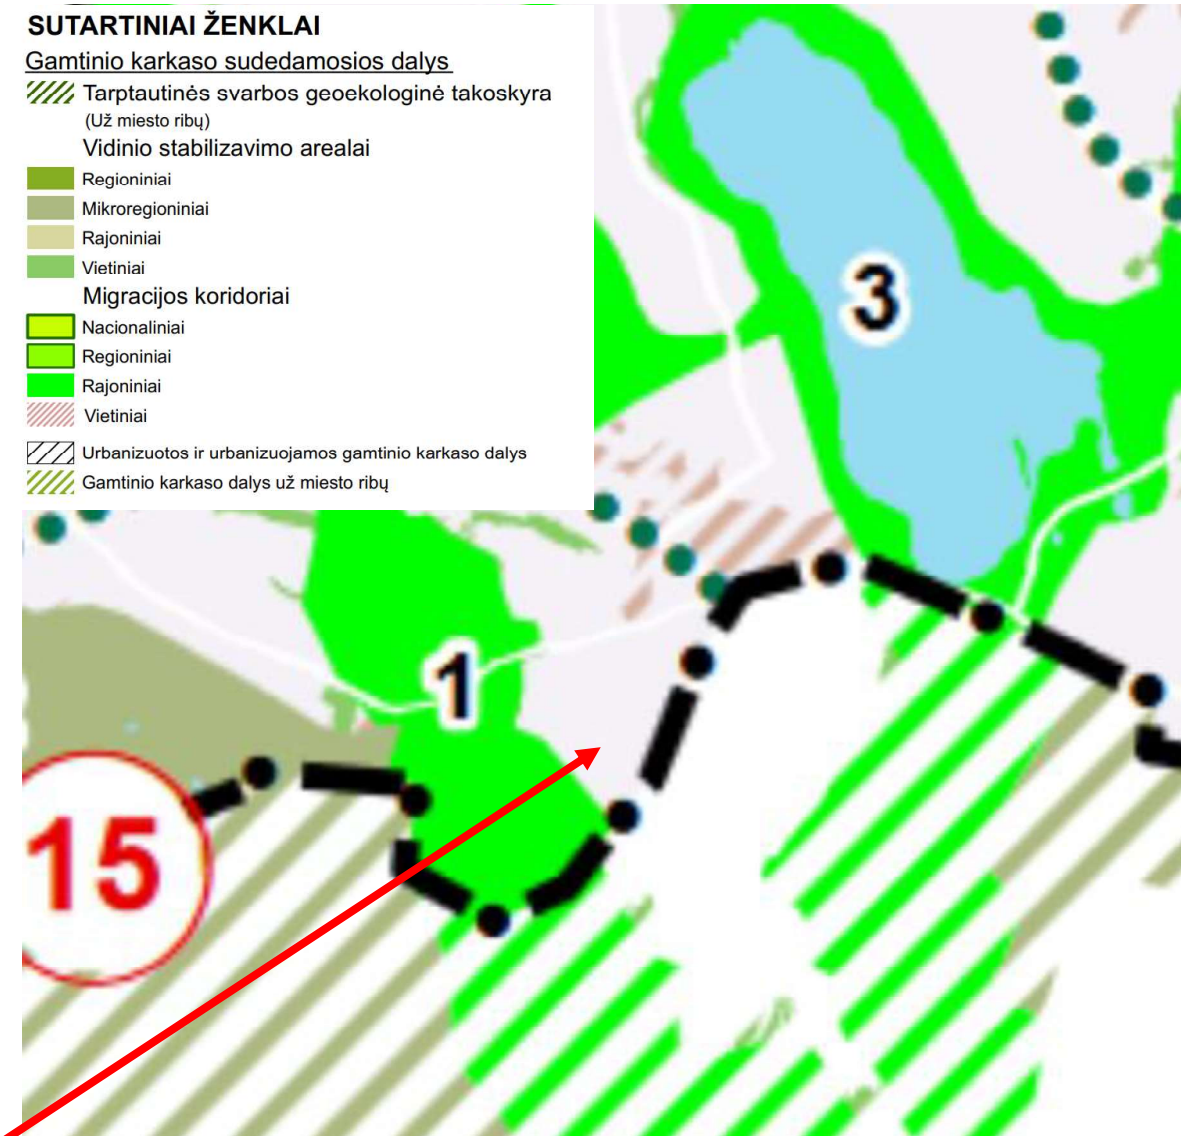 SUTARTINIAI ŽENKLAI
Gamtinio karkaso sudedamosios dalys
Tarptautinės svarbos geoekologinė takoskyra
(Už miesto ribų)
Vidinio stabilizavimo arealai
Regioniniai
Mikroregioniniai
Rajoniniai
Vietiniai
Migracijos koridoriai
Nacionaliniai
Regioniniai
Rajoniniai
Vietiniai
Urbanizuotos ir urbanizuojamos gamtinio karkaso dalys
Gamtinio karkaso dalys už miesto ribų
3
1
15